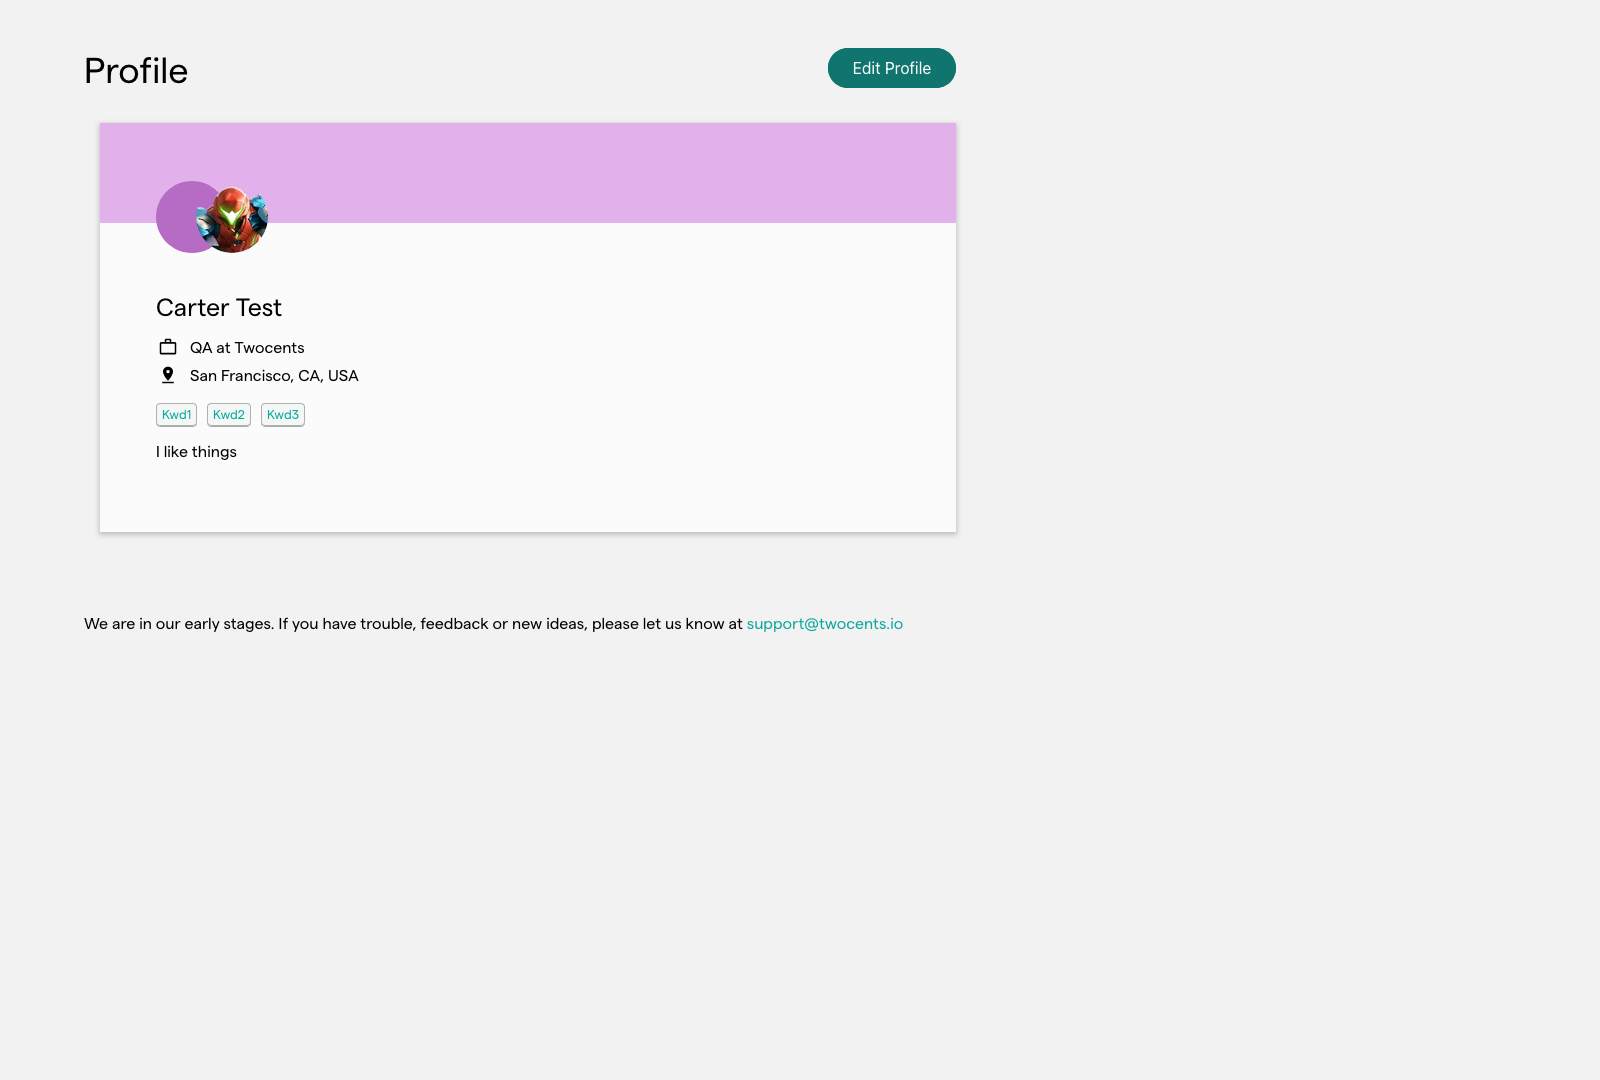 Profile
Edit Profile
Carter Test
QA at Twocents
San Francisco, CA, USA
Kwd1 Kwd2 Kwd3
I like things
We are in our early stages. If you have trouble, feedback or new ideas, please let us know at support@twocents.io